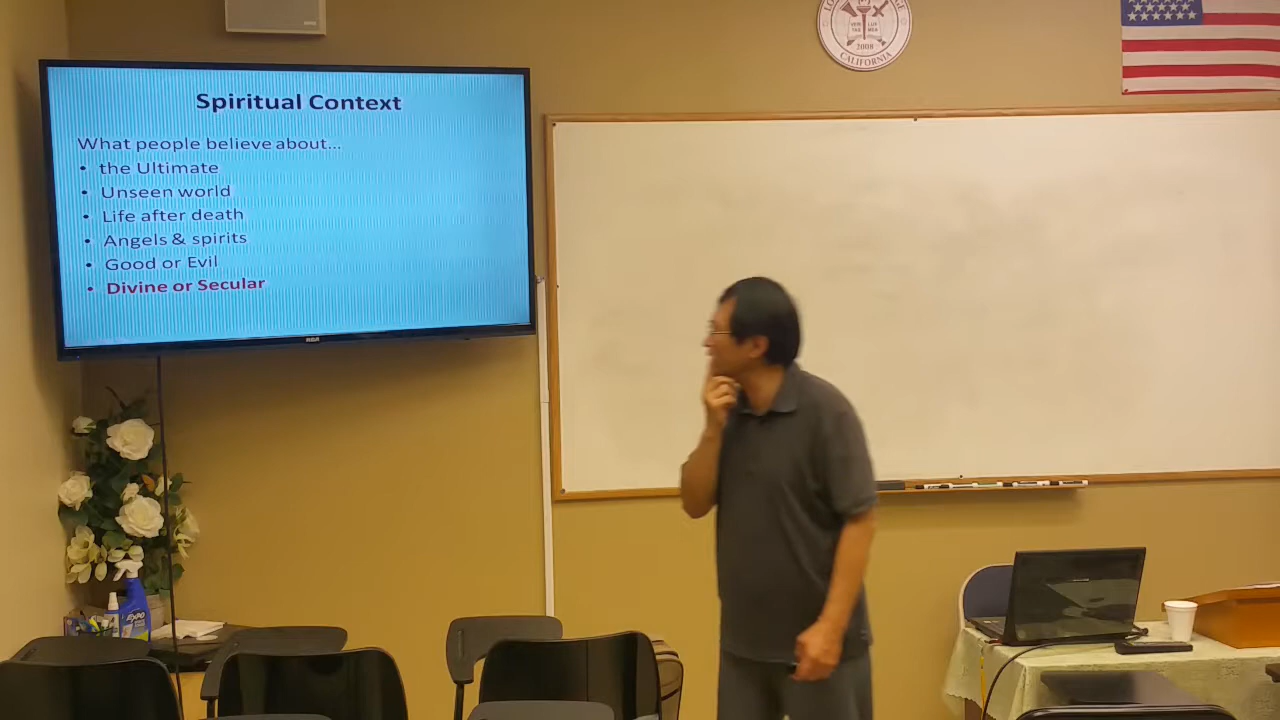 Spiritual Context
What people believe about...
• the Ultimate
• Unseen world
• Life after death
• Angels & spirits
• Good or Evil
• Divine or Secular
RCA
2008
CALIFORNIA
EXPO